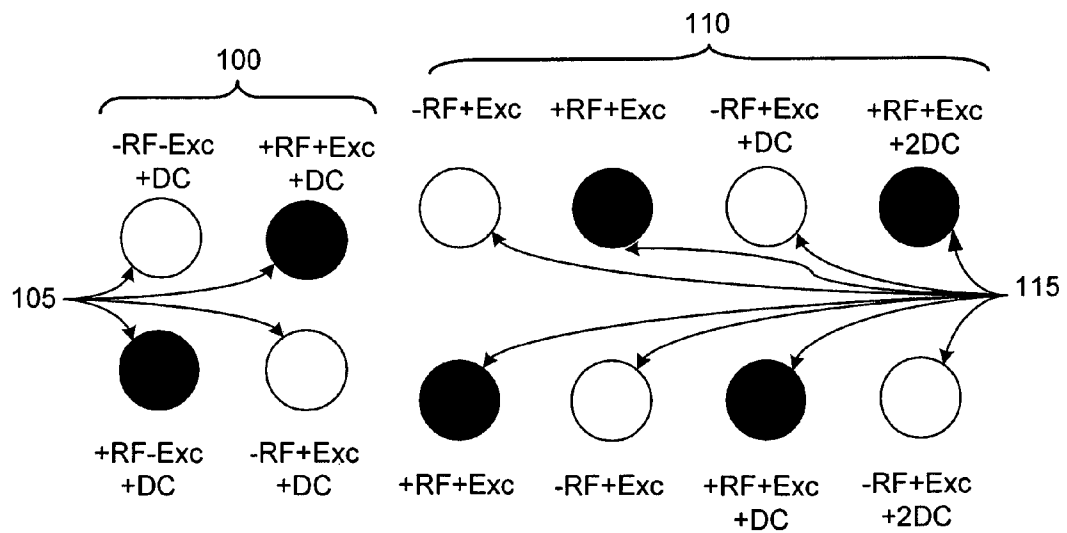 100
110
-RF-Exc
+DC
+RF+Exc
+DC
-RF+Exc
+RF+Exc
-RF+Exc
+DC
+RF+Exc
+2DC
105
115
+RF-Exc
+DC
-RF+Exc
+DC
+RF+Exc
-RF+Exc
+RF+Exc
+DC
-RF+Exc
+2DC